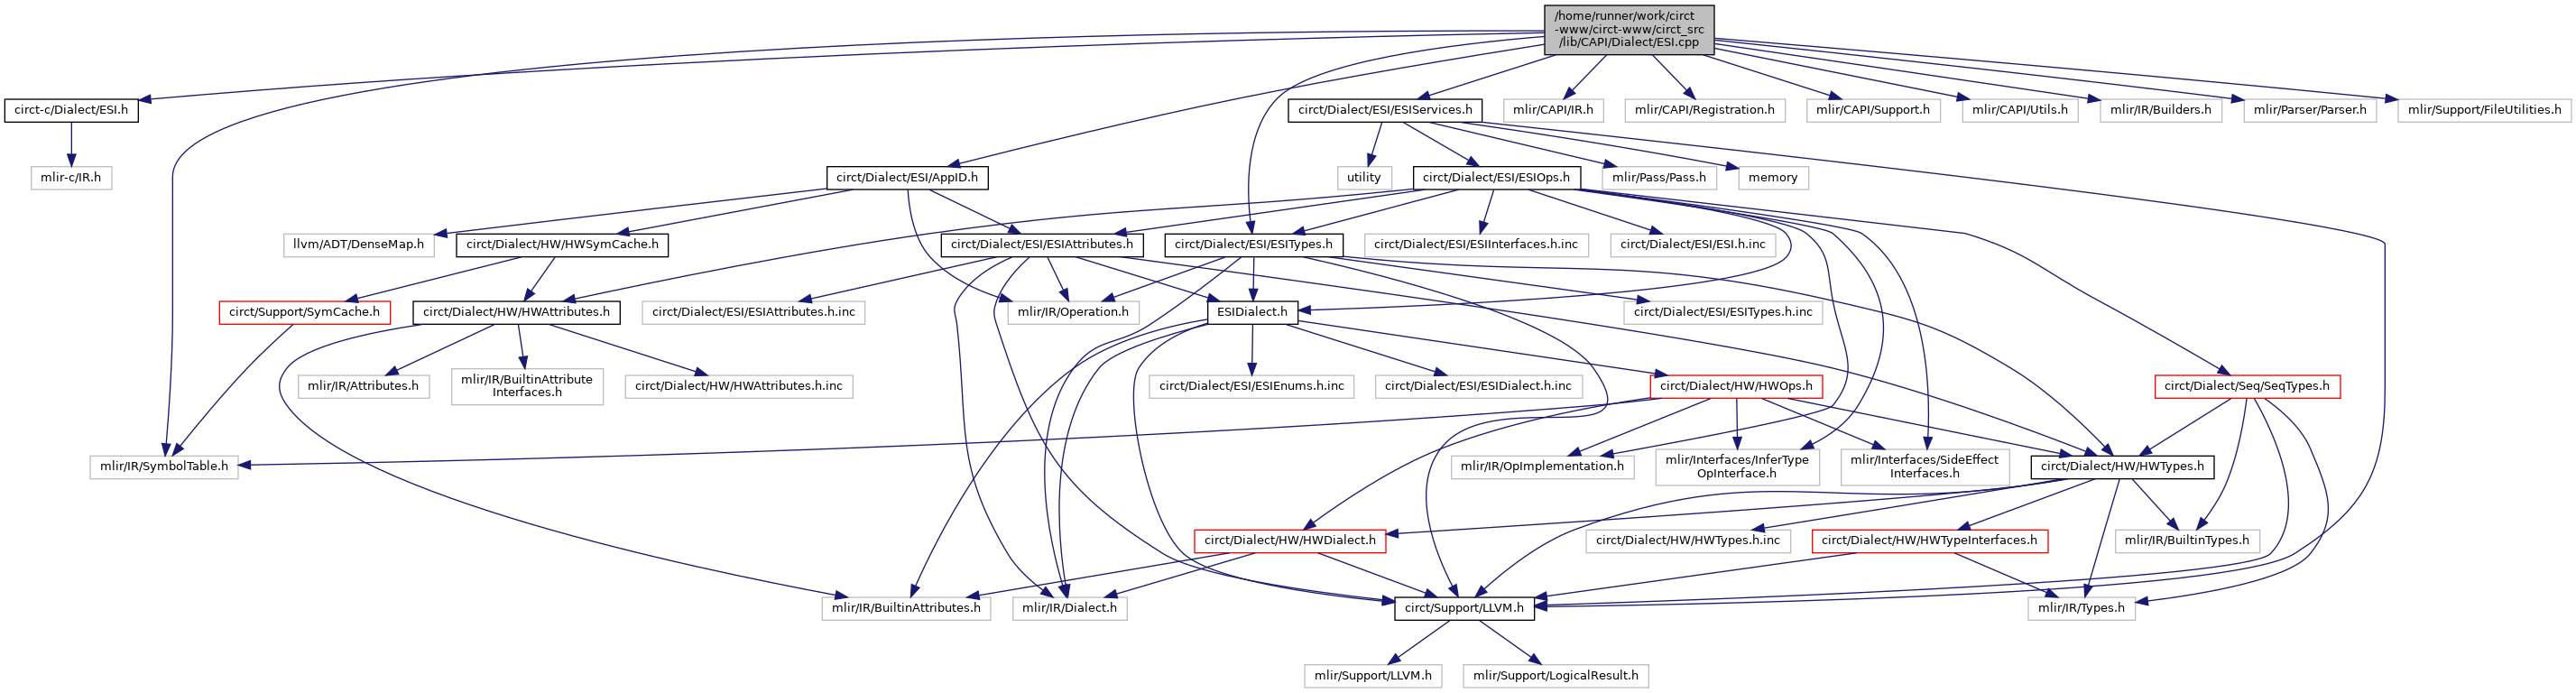 /home/runner/work/circt
-www/circt-www/circt_src
/lib/CAPI/Dialect/ESI.cpp
circt-c/Dialect/ESI.h
circt/Dialect/ESI/ESIServices.h
mlir/CAPI/IR.h
mlir/CAPI/Registration.h
mlir/CAPI/Support.h
mlir/CAPI/Utils.h
mlir/IR/Builders.h
mlir/Parser/Parser.h
mlir/Support/FileUtilities.h
mlir-c/IR.h
circt/Dialect/ESI/AppID.h
utility
circt/Dialect/ESI/ESIOps.h
mlir/Pass/Pass.h
memory
llvm/ADT/DenseMap.h
circt/Dialect/HW/HWSymCache.h
circt/Dialect/ESI/ESIAttributes.h
circt/Dialect/ESI/ESITypes.h
circt/Dialect/ESI/ESIInterfaces.h.inc
circt/Dialect/ESI/ESI.h.inc
circt/Support/SymCache.h
circt/Dialect/HW/HWAttributes.h
circt/Dialect/ESI/ESIAttributes.h.inc
mlir/IR/Operation.h
ESIDialect.h
circt/Dialect/ESI/ESITypes.h.inc
mlir/IR/Attributes.h
mlir/IR/BuiltinAttribute
Interfaces.h
circt/Dialect/HW/HWAttributes.h.inc
circt/Dialect/ESI/ESIEnums.h.inc
circt/Dialect/ESI/ESIDialect.h.inc
circt/Dialect/HW/HWOps.h
circt/Dialect/Seq/SeqTypes.h
mlir/IR/SymbolTable.h
mlir/IR/OpImplementation.h
mlir/Interfaces/InferType
OpInterface.h
mlir/Interfaces/SideEffect
Interfaces.h
circt/Dialect/HW/HWTypes.h
circt/Dialect/HW/HWDialect.h
circt/Dialect/HW/HWTypes.h.inc
circt/Dialect/HW/HWTypeInterfaces.h
mlir/IR/BuiltinTypes.h
mlir/IR/BuiltinAttributes.h
mlir/IR/Dialect.h
circt/Support/LLVM.h
mlir/IR/Types.h
mlir/Support/LLVM.h
mlir/Support/LogicalResult.h